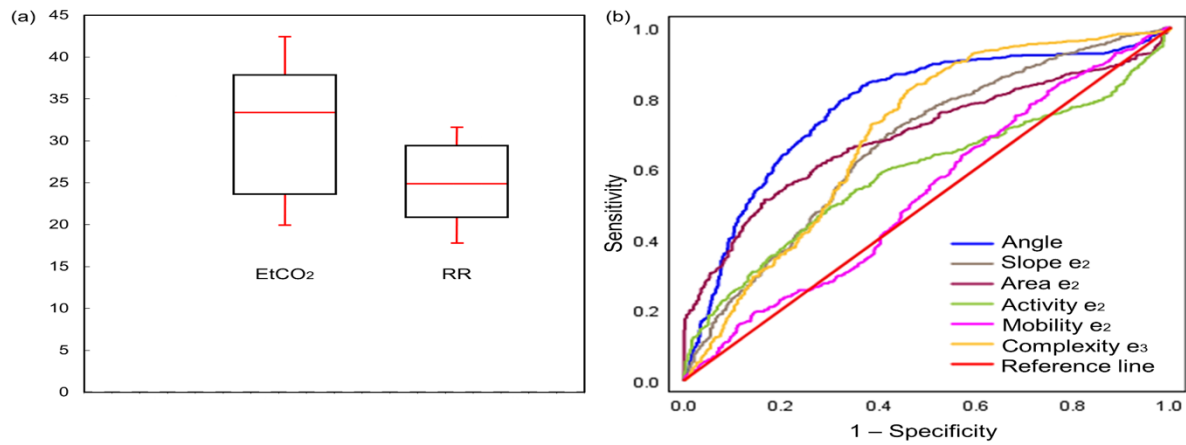 (a)
45
40
35
30
25
20
15
10
5
0
EtCO₂
RR
(b)
1.0
0.8
0.6
0.4
0.2
0.0
Sensitivity
Angle
Slope e₂
Area e₂
Activity e₂
Mobility e₂
Complexity e₃
Reference line
0.0 0.2 0.4 0.6 0.8 1.0
1 – Specificity